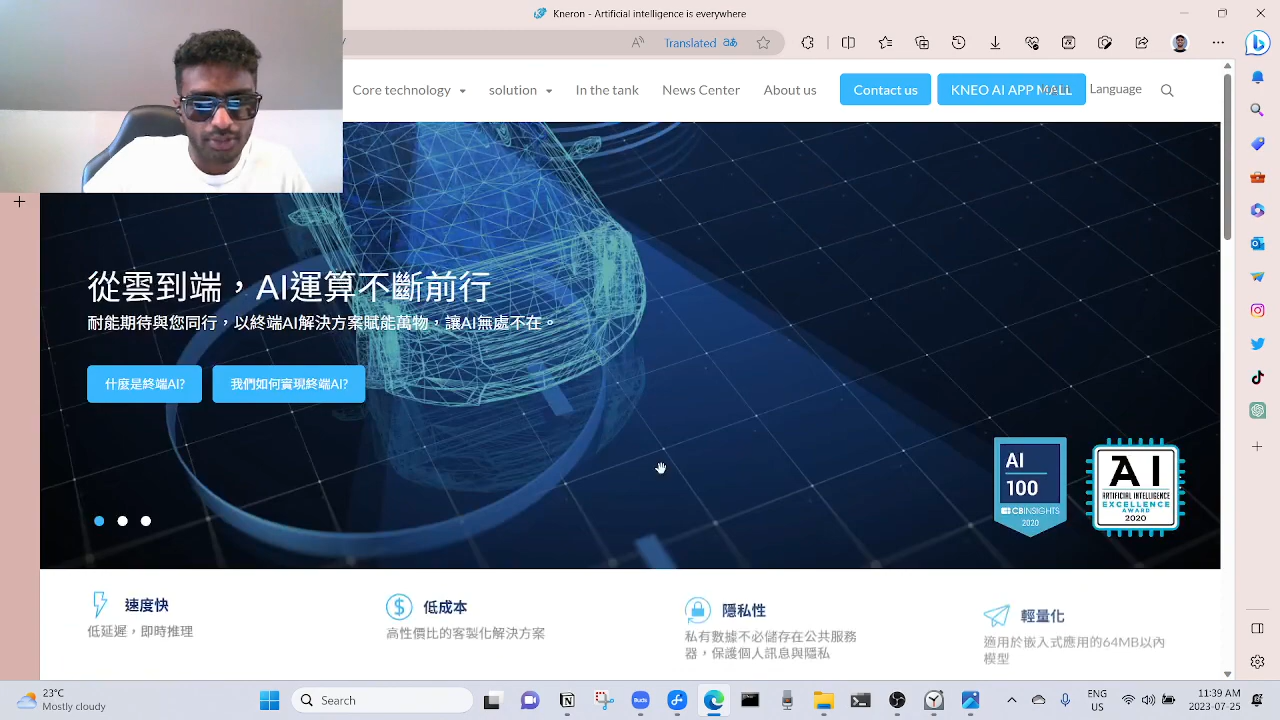 Translated
Core technology
solution
In the tank
News Center
About us
Contact us
KNEO AI APP MALL
Language
從雲到端，AI運算不斷前行
耐能期待與您同行，以終端AI解決方案賦能萬物，讓AI無處不在。
什麼是終端AI?
我們如何實現終端AI?
AI
100
CBINSIGHTS
2020
AI
ARTIFICIAL INTELLIGENCE
EXCELLENCE
AWARD
2020
速度快
低延遲，即時推理
低成本
高性價比的客製化解決方案
隱私性
私有數據不必儲存在公共服務
器，保護個人訊息與隱私
輕量化
適用於嵌入式應用的64MB以內
模型
23°C
Mostly cloudy
Search
ENG
IN
11:39 AM
2023-07-25